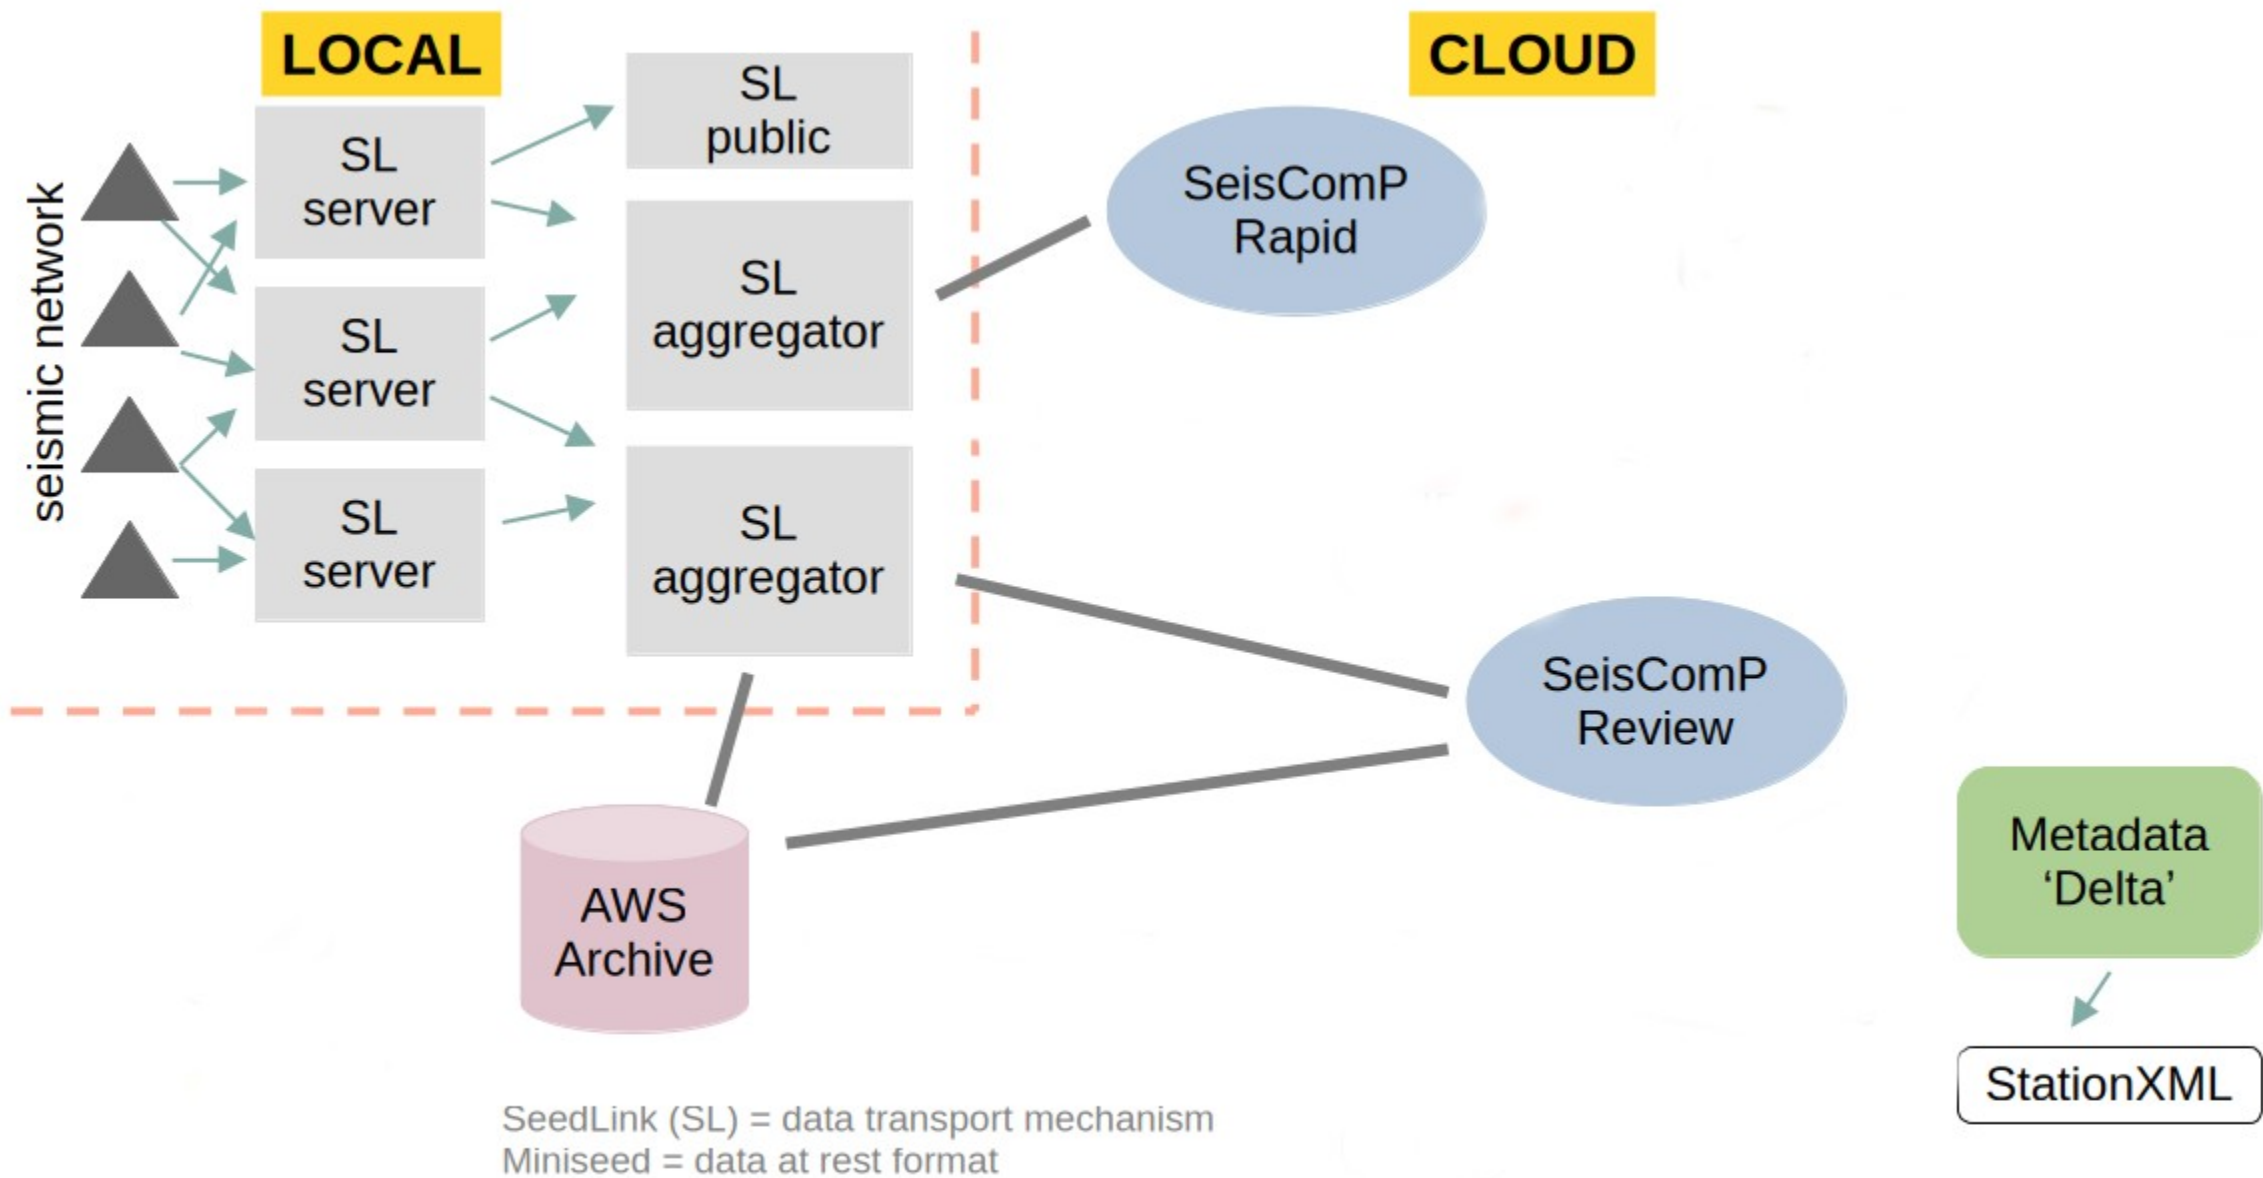 LOCAL
CLOUD
seismic network
SL
server
SL
server
SL
server
SL
public
SL
aggregator
SL
aggregator
SeisComP
Rapid
SeisComP
Review
AWS
Archive
Metadata
‘Delta’
StationXML
SeedLink (SL) = data transport mechanism
Miniseed = data at rest format